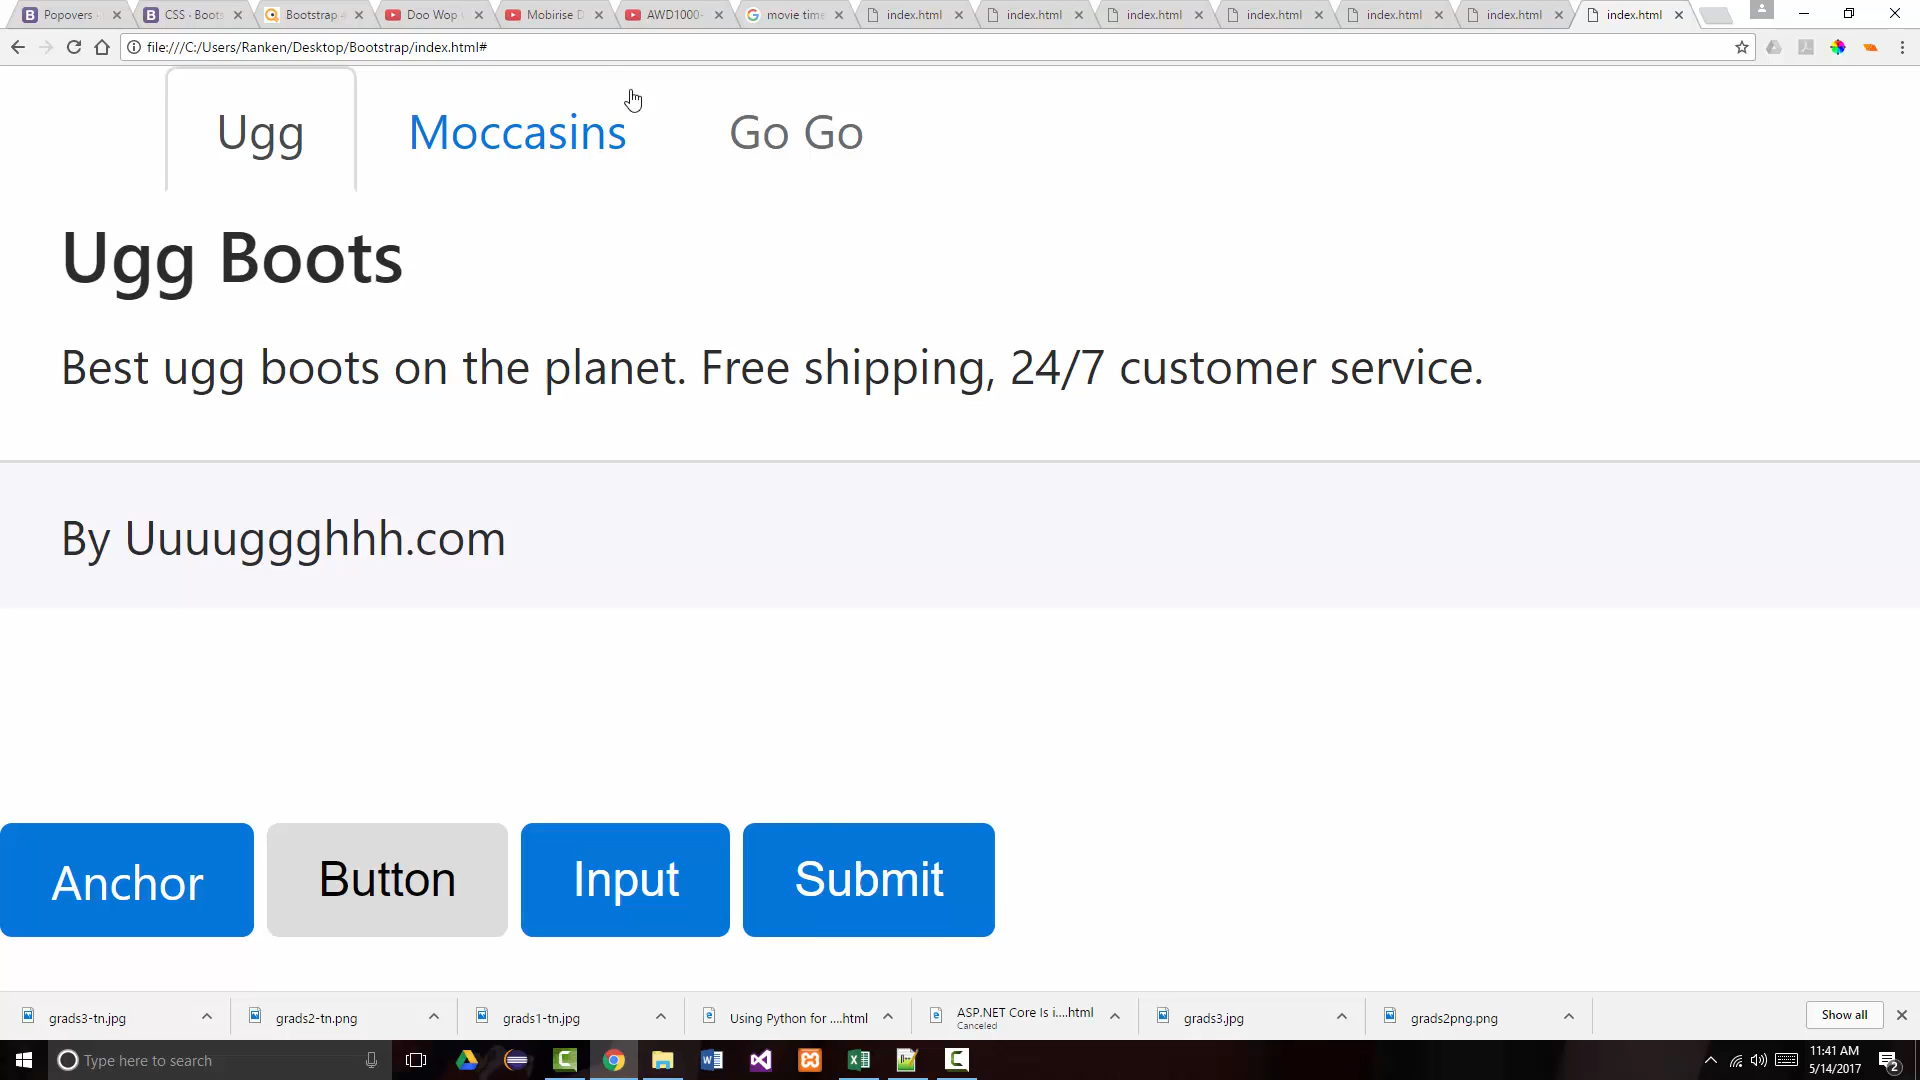 Popovers -
CSS · Boots
Bootstrap 4
Doo Wop
Mobirise D
AWD1000-
movie time
index.html
index.html
index.html
index.html
index.html
index.html
index.html
file:///C:/Users/Ranken/Desktop/Bootstrap/index.html#
Ugg
Moccasins
Go Go
Ugg Boots
Best ugg boots on the planet. Free shipping, 24/7 customer service.
By Uuuuggghhh.com
Anchor
Button
Input
Submit
grads3-tn.jpg
grads2-tn.png
grads1-tn.jpg
Using Python for ....html
ASP.NET Core Is i....html
Canceled
grads3.jpg
grads2png.png
Show all
Type here to search
11:41 AM
5/14/2017
2